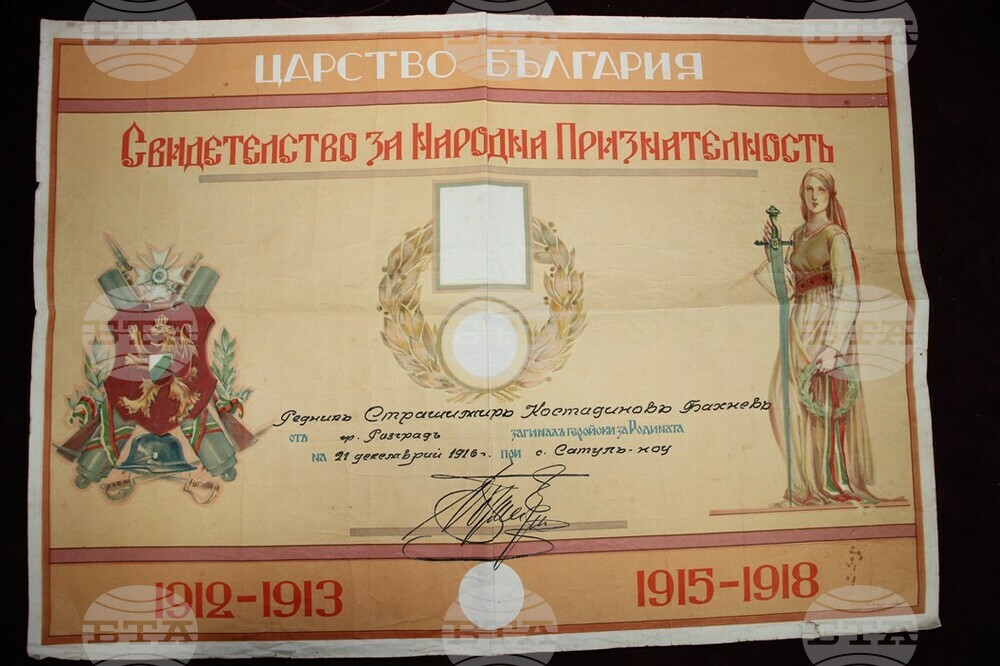 ЦАРСТВО БЪЛГАРИЯ
СВИДЕТЕЛСТВО ЗА НАРОДНА ПРИЗНАТЕЛНОСТЬ
Редникъ Страшимиръ Костадиновъ Бахневъ
отъ гр. Разградъ загиналъ геройски за Родината
на 21 декемврий 1916 г. при с. Сатулъ-ноу
1912-1913 1915-1918
БТА